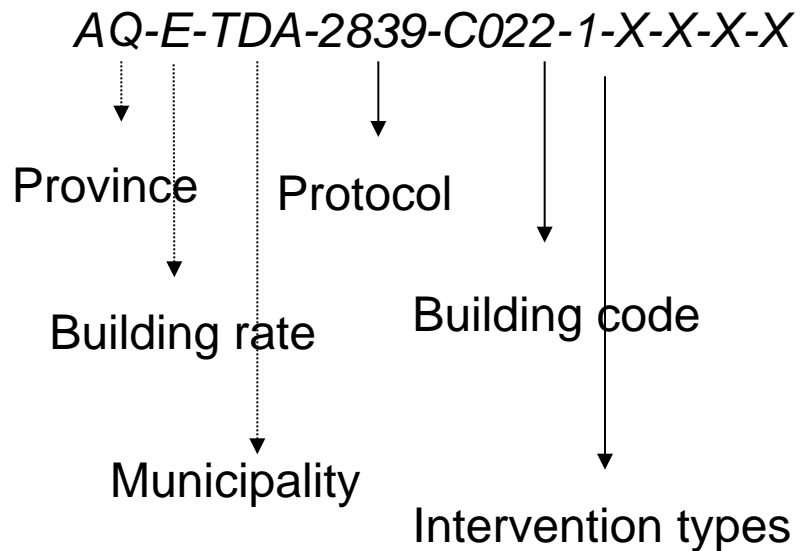 AQ-E-TDA-2839-C022-1-X-X-X-X
Province
Protocol
Building rate
Building code
Municipality
Intervention types